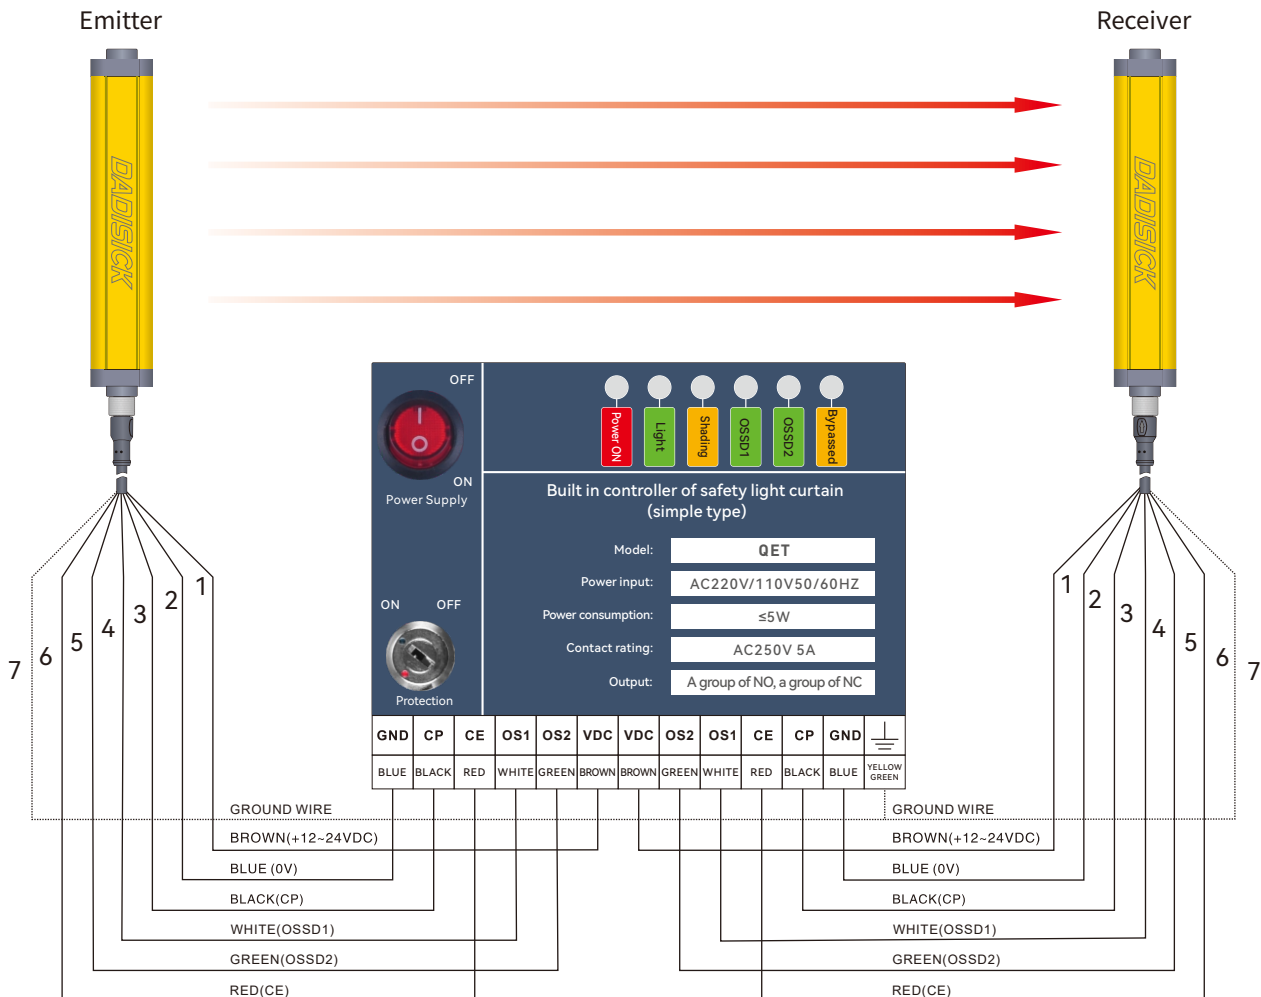 Emitter
Receiver
DADISICK
DADISICK
OFF
ON
Power Supply
Power ON
Light
Shading
OSSD1
OSSD2
Bypassed
Built in controller of safety light curtain
(simple type)
Model: QET
Power input: AC220V/110V50/60HZ
Power consumption: ≤5W
Contact rating: AC250V 5A
Output: A group of NO, a group of NC
ON OFF
Protection
GND CP CE OS1 OS2 VDC VDC OS2 OS1 CE CP GND
BLUE BLACK RED WHITE GREEN BROWN BROWN GREEN WHITE RED BLACK BLUE YELLOW GREEN
7 6 5 4 3 2 1
1 2 3 4 5 6 7
GROUND WIRE
BROWN(+12~24VDC)
BLUE (0V)
BLACK(CP)
WHITE(OSSD1)
GREEN(OSSD2)
RED(CE)
GROUND WIRE
BROWN(+12~24VDC)
BLUE (0V)
BLACK(CP)
WHITE(OSSD1)
GREEN(OSSD2)
RED(CE)